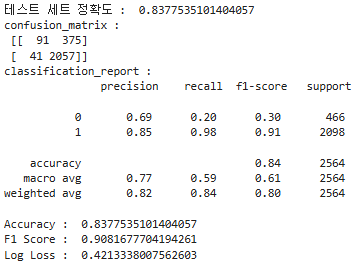 테스트 세트 정확도 :  0.8377535101404057
confusion_matrix :
 [[  91  375]
 [  41 2057]]
classification_report :
              precision    recall  f1-score   support

           0       0.69      0.20      0.30       466
           1       0.85      0.98      0.91      2098

    accuracy                           0.84      2564
   macro avg       0.77      0.59      0.61      2564
weighted avg       0.82      0.84      0.80      2564

Accuracy :  0.8377535101404057
F1 Score :  0.9081677704194261
Log Loss :  0.4213338007562603